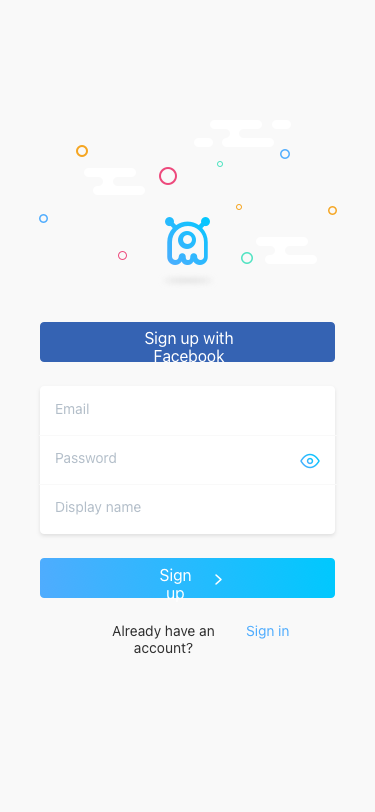 Sign up with
Facebook
Email
Password
Display name
Sign
up
Already have an
account?
Sign in